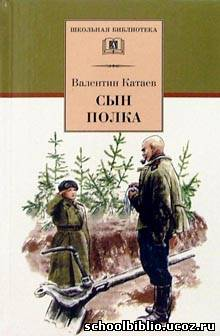 ШКОЛЬНАЯ БИБЛИОТЕКА
Валентин Катаев
СЫН
ПОЛКА
schoolbiblio.ucoz.ru